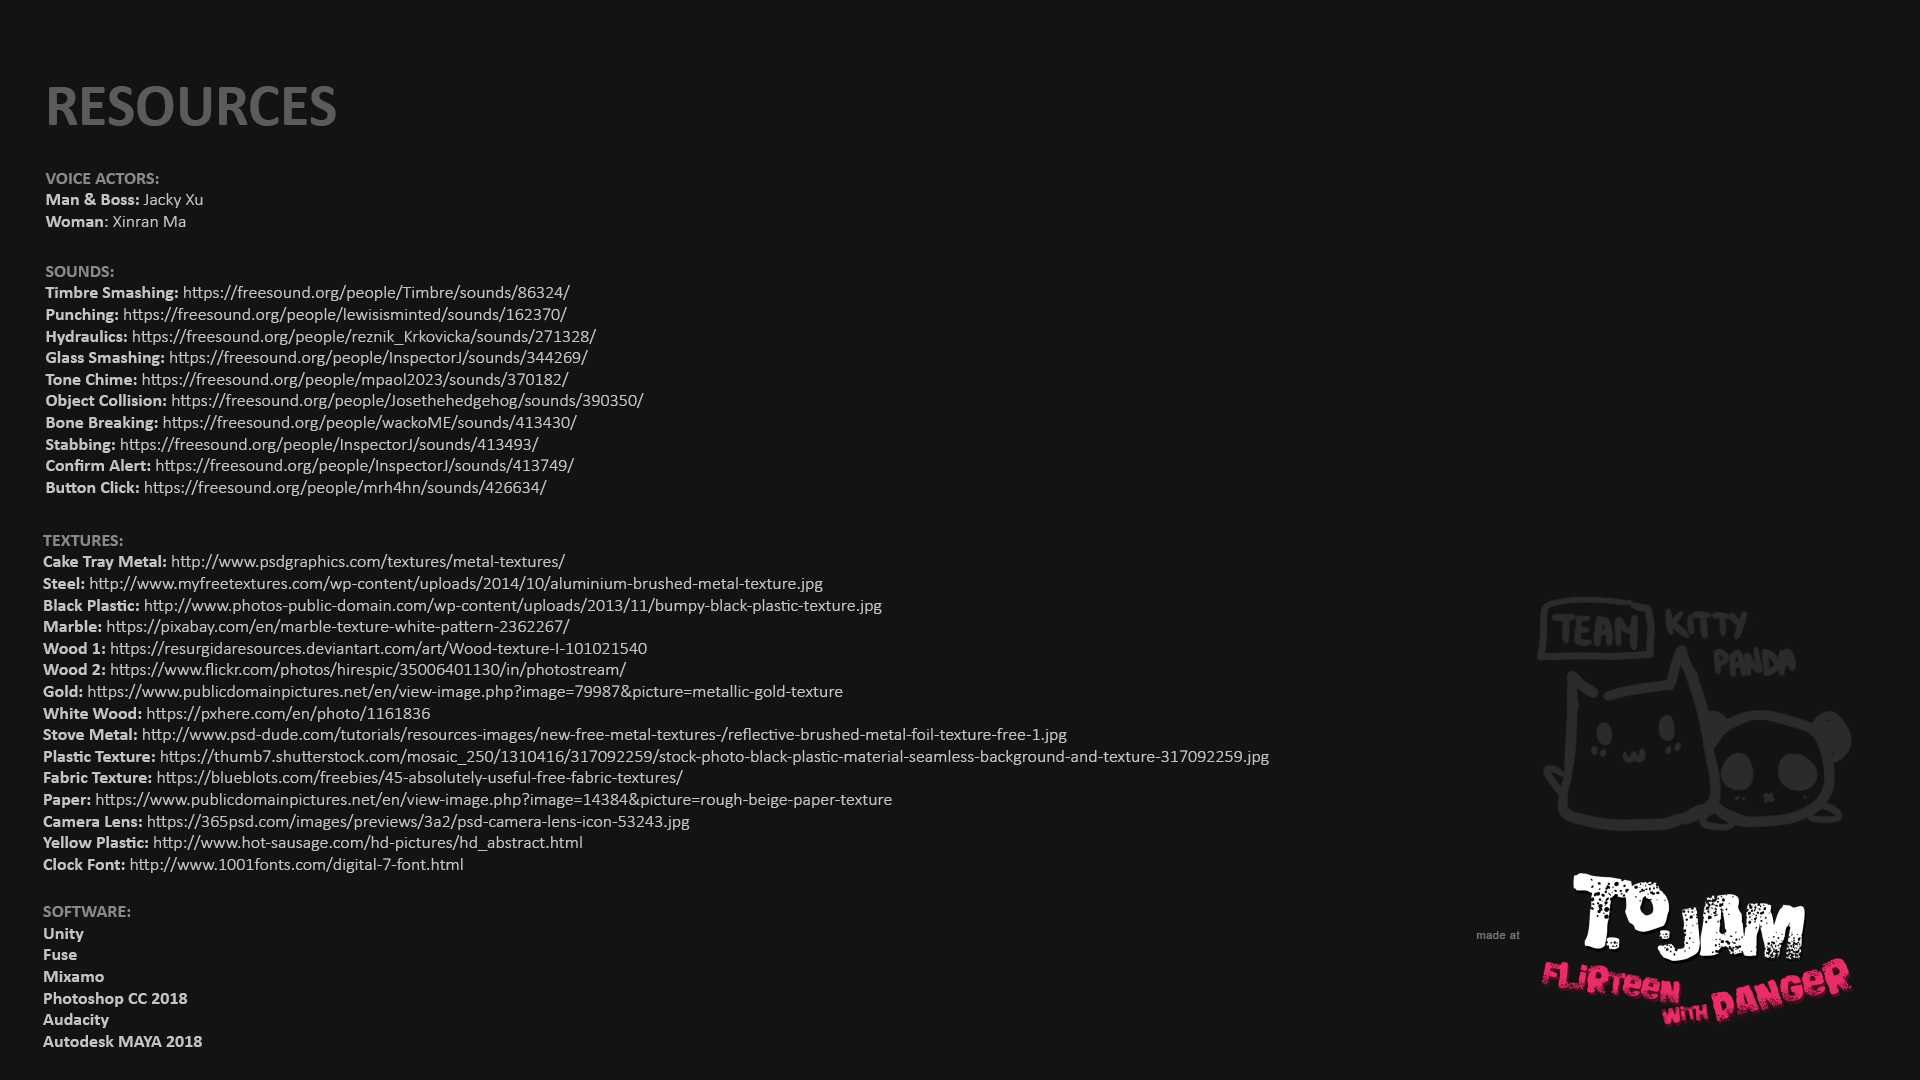 RESOURCES
VOICE ACTORS:
Man & Boss: Jacky Xu
Woman: Xinran Ma
SOUNDS:
Timbre Smashing: https://freesound.org/people/Timbre/sounds/86324/
Punching: https://freesound.org/people/lewisisminted/sounds/162370/
Hydraulics: https://freesound.org/people/reznik_Krkovicka/sounds/271328/
Glass Smashing: https://freesound.org/people/InspectorJ/sounds/344269/
Tone Chime: https://freesound.org/people/mpaol2023/sounds/370182/
Object Collision: https://freesound.org/people/Josethehedgehog/sounds/390350/
Bone Breaking: https://freesound.org/people/wackoME/sounds/413430/
Stabbing: https://freesound.org/people/InspectorJ/sounds/413493/
Confirm Alert: https://freesound.org/people/InspectorJ/sounds/413749/
Button Click: https://freesound.org/people/mrh4hn/sounds/426634/
TEXTURES:
Cake Tray Metal: http://www.psdgraphics.com/textures/metal-textures/
Steel: http://www.myfreetextures.com/wp-content/uploads/2014/10/aluminium-brushed-metal-texture.jpg
Black Plastic: http://www.photos-public-domain.com/wp-content/uploads/2013/11/bumpy-black-plastic-texture.jpg
Marble: https://pixabay.com/en/marble-texture-white-pattern-2362267/
Wood 1: https://resurgidaresources.deviantart.com/art/Wood-texture-I-101021540
Wood 2: https://www.flickr.com/photos/hirespic/35006401130/in/photostream/
Gold: https://www.publicdomainpictures.net/en/view-image.php?image=79987&picture=metallic-gold-texture
White Wood: https://pxhere.com/en/photo/1161836
Stove Metal: http://www.psd-dude.com/tutorials/resources-images/new-free-metal-textures-/reflective-brushed-metal-foil-texture-free-1.jpg
Plastic Texture: https://thumb7.shutterstock.com/mosaic_250/1310416/317092259/stock-photo-black-plastic-material-seamless-background-and-texture-317092259.jpg
Fabric Texture: https://blueblots.com/freebies/45-absolutely-useful-free-fabric-textures/
Paper: https://www.publicdomainpictures.net/en/view-image.php?image=14384&picture=rough-beige-paper-texture
Camera Lens: https://365psd.com/images/previews/3a2/psd-camera-lens-icon-53243.jpg
Yellow Plastic: http://www.hot-sausage.com/hd-pictures/hd_abstract.html
Clock Font: http://www.1001fonts.com/digital-7-font.html
SOFTWARE:
Unity
Fuse
Mixamo
Photoshop CC 2018
Audacity
Autodesk MAYA 2018
TEAM KITTY
PANDA
made at
T.O.JAM
FLiRTeeN
WiTH DANGeR